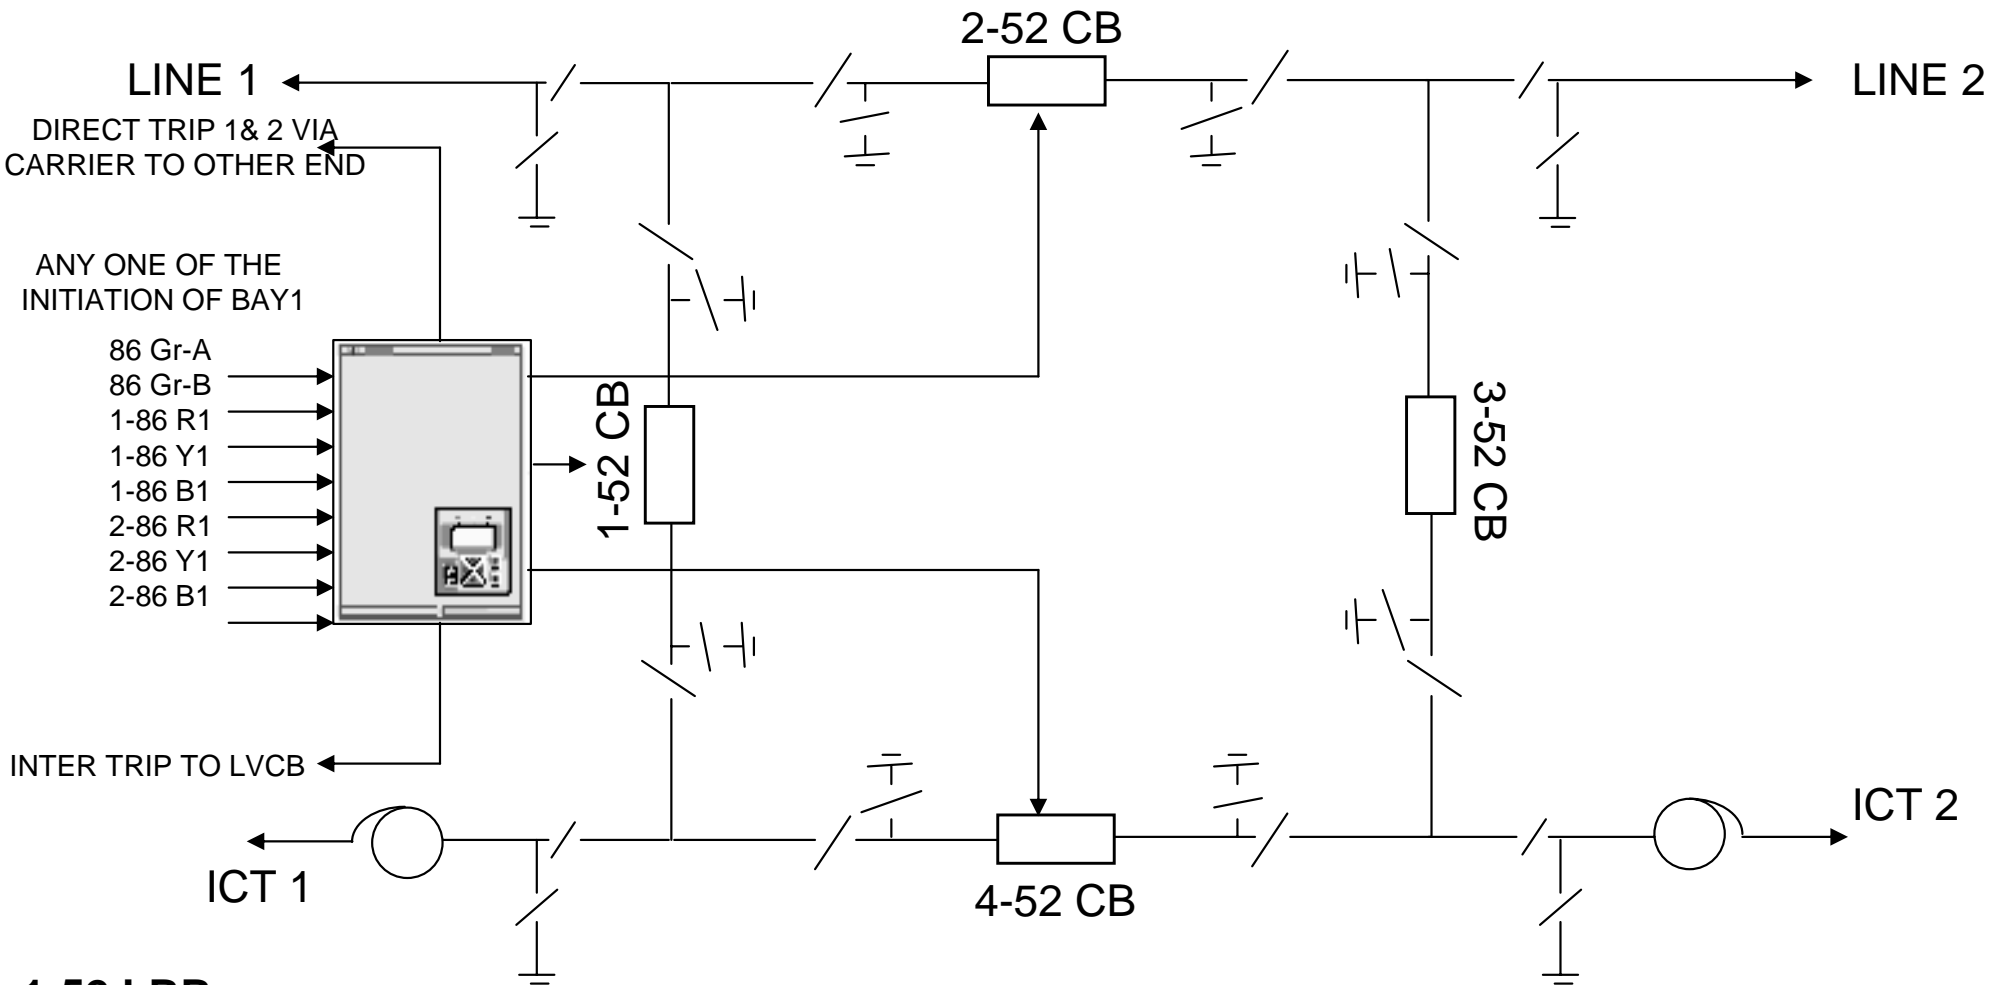 2-52 CB
LINE 1
LINE 2
DIRECT TRIP 1& 2 VIA
CARRIER TO OTHER END
ANY ONE OF THE
INITIATION OF BAY1
86 Gr-A
86 Gr-B
1-86 R1
1-86 Y1
1-86 B1
2-86 R1
2-86 Y1
2-86 B1
1-52 CB
3-52 CB
INTER TRIP TO LVCB
ICT 1
ICT 2
4-52 CB